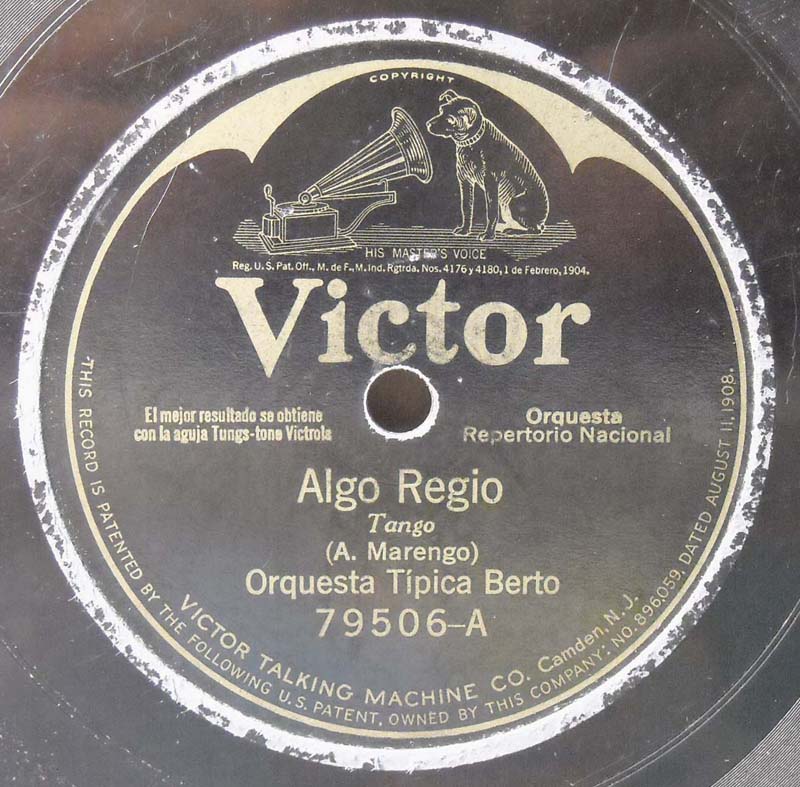 COPYRIGHT
HIS MASTER'S VOICE
Reg. U.S. Pat. Off., M. de F., M. Ind. Rgtrda. Nos. 4176 y 4180, 1 de Febrero, 1904.
Victor
El mejor resultado se obtiene
con la aguja Tungs-tone Victrola
Orquesta
Repertorio Nacional
Algo Regio
Tango
(A. Marengo)
Orquesta Típica Berto
79506-A
VICTOR TALKING MACHINE CO. Camden, N.J.
THIS RECORD IS PATENTED BY THE FOLLOWING U.S. PATENT, OWNED BY THIS COMPANY: NO. 896,059, DATED AUGUST 11, 1908.